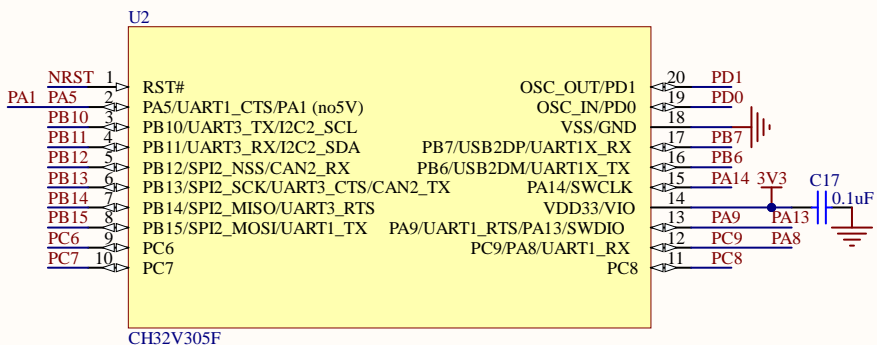 U2
NRST 1 RST# OSC_OUT/PD1 20 PD1
PA1 PA5 2 PA5/UART1_CTS/PA1 (no5V) OSC_IN/PD0 19 PD0
PB10 3 PB10/UART3_TX/I2C2_SCL VSS/GND 18
PB11 4 PB11/UART3_RX/I2C2_SDA PB7/USB2DP/UART1X_RX 17 PB7
PB12 5 PB12/SPI2_NSS/CAN2_RX PB6/USB2DM/UART1X_TX 16 PB6
PB13 6 PB13/SPI2_SCK/UART3_CTS/CAN2_TX PA14/SWCLK 15 PA14 3V3 C17
PB14 7 PB14/SPI2_MISO/UART3_RTS VDD33/VIO 14 0.1uF
PB15 8 PB15/SPI2_MOSI/UART1_TX PA9/UART1_RTS/PA13/SWDIO 13 PA9 PA13
PC6 9 PC6 PC9/PA8/UART1_RX 12 PC9 PA8
PC7 10 PC7 PC8 11 PC8
CH32V305F